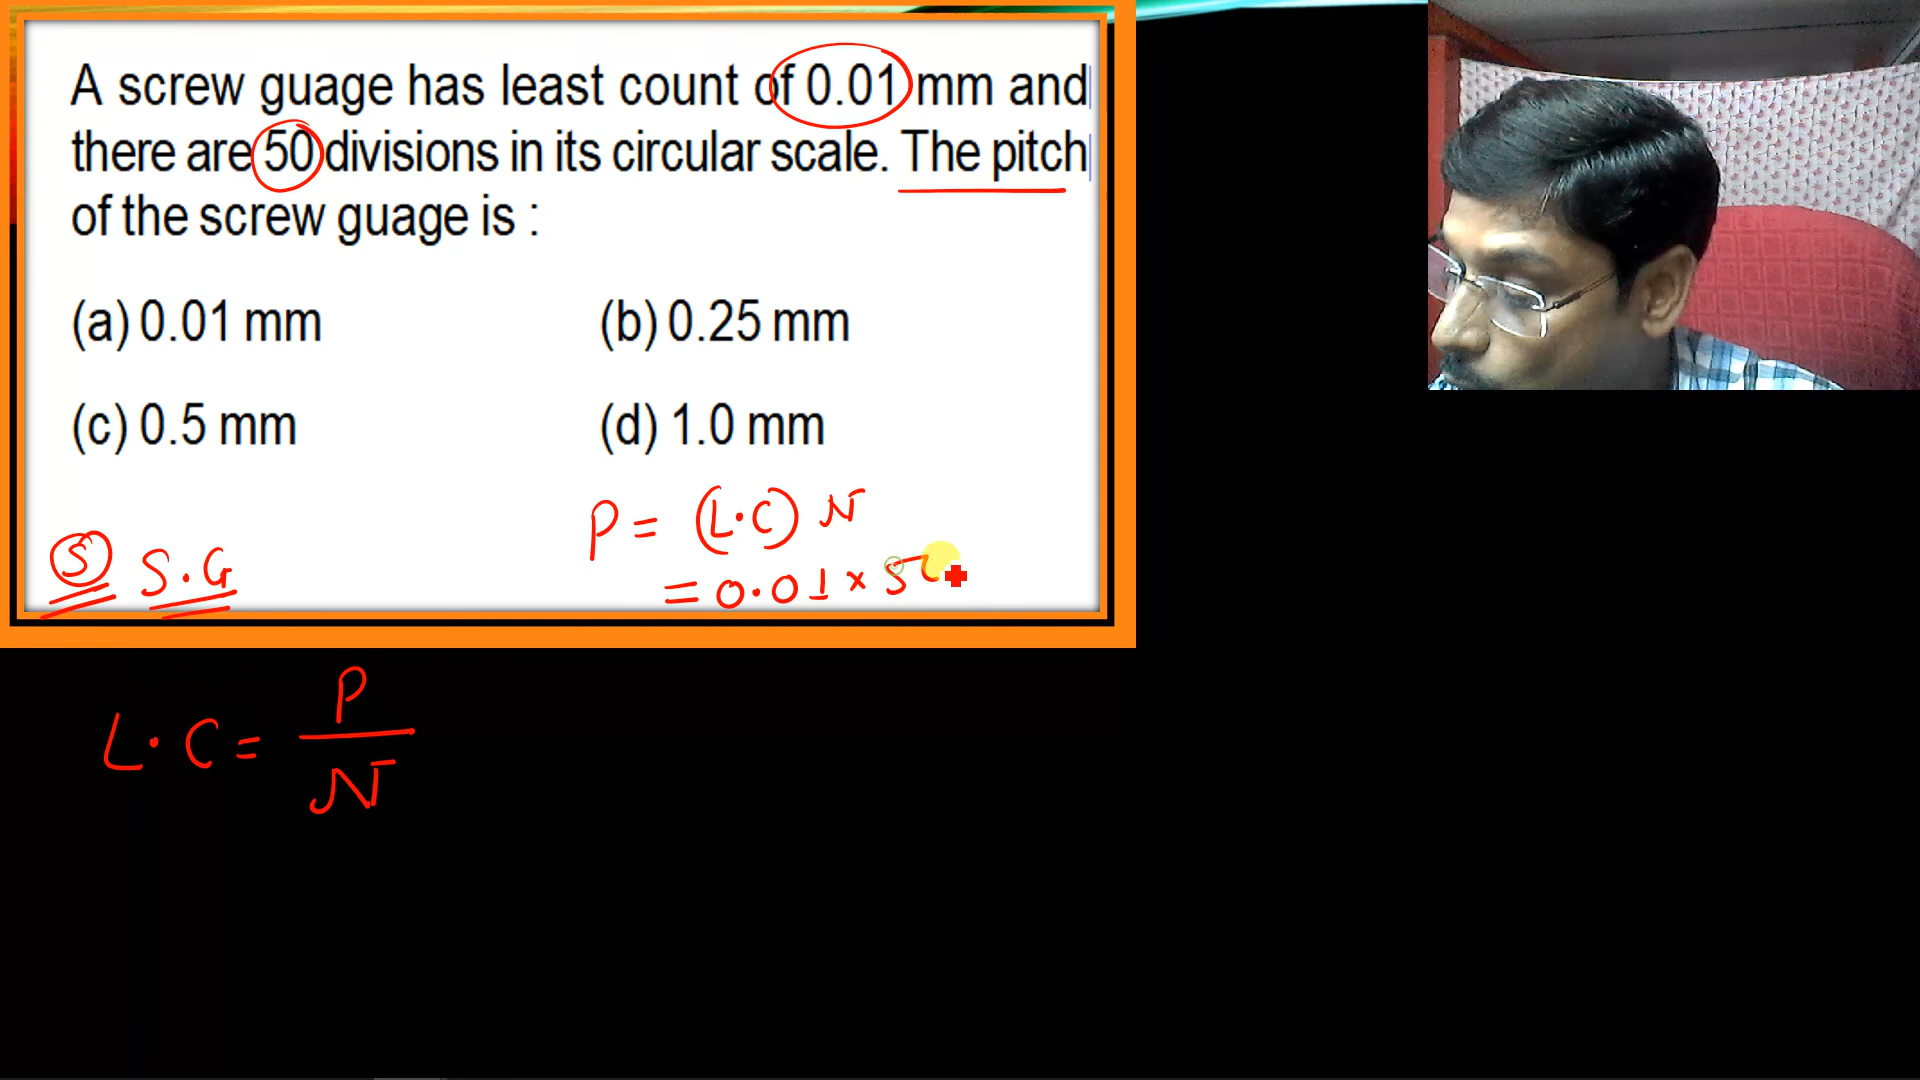 A screw guage has least count of 0.01 mm and
there are 50 divisions in its circular scale. The pitch
of the screw guage is :
(a) 0.01 mm
(b) 0.25 mm
(c) 0.5 mm
(d) 1.0 mm
P = (L.C) N
= 0.01 × 50
S S.G
L.C = P
N